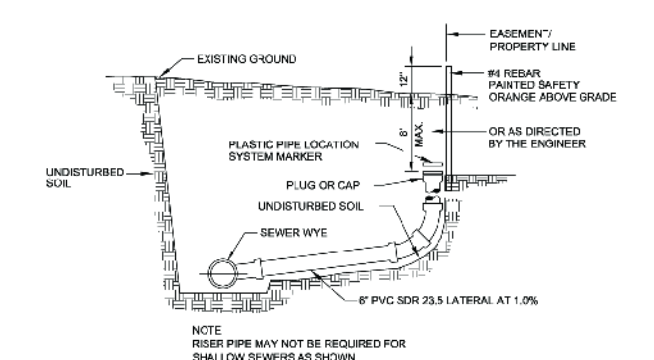 EASEMENT/
PROPERTY LINE
EXISTING GROUND
#4 REBAR
PAINTED SAFETY
ORANGE ABOVE GRADE
12"
8'
MAX.
OR AS DIRECTED
BY THE ENGINEER
PLASTIC PIPE LOCATION
SYSTEM MARKER
UNDISTURBED
SOIL
PLUG OR CAP
UNDISTURBED SOIL
SEWER WYE
6" PVC SDR 23.5 LATERAL AT 1.0%
NOTE
RISER PIPE MAY NOT BE REQUIRED FOR
SHALLOW SEWERS AS SHOWN